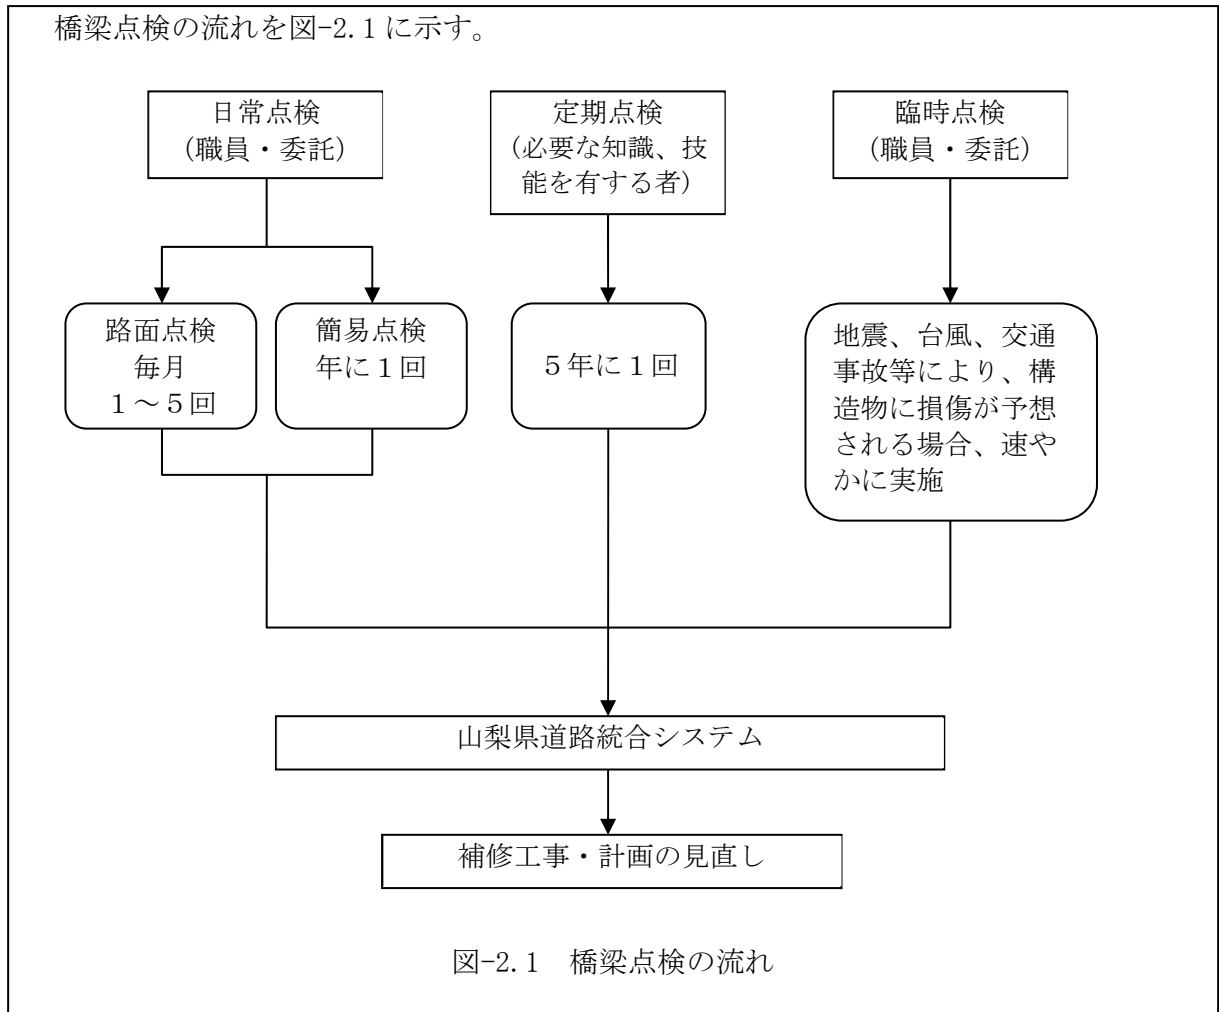 橋梁点検の流れを図-2.1に示す。
日常点検
(職員・委託)
定期点検
(必要な知識、技
能を有する者)
臨時点検
(職員・委託)
路面点検
毎月
1~5回
簡易点検
年に1回
5年に1回
地震、台風、交通
事故等により、構
造物に損傷が予想
される場合、速や
かに実施
山梨県道路統合システム
補修工事・計画の見直し
図-2.1 橋梁点検の流れ